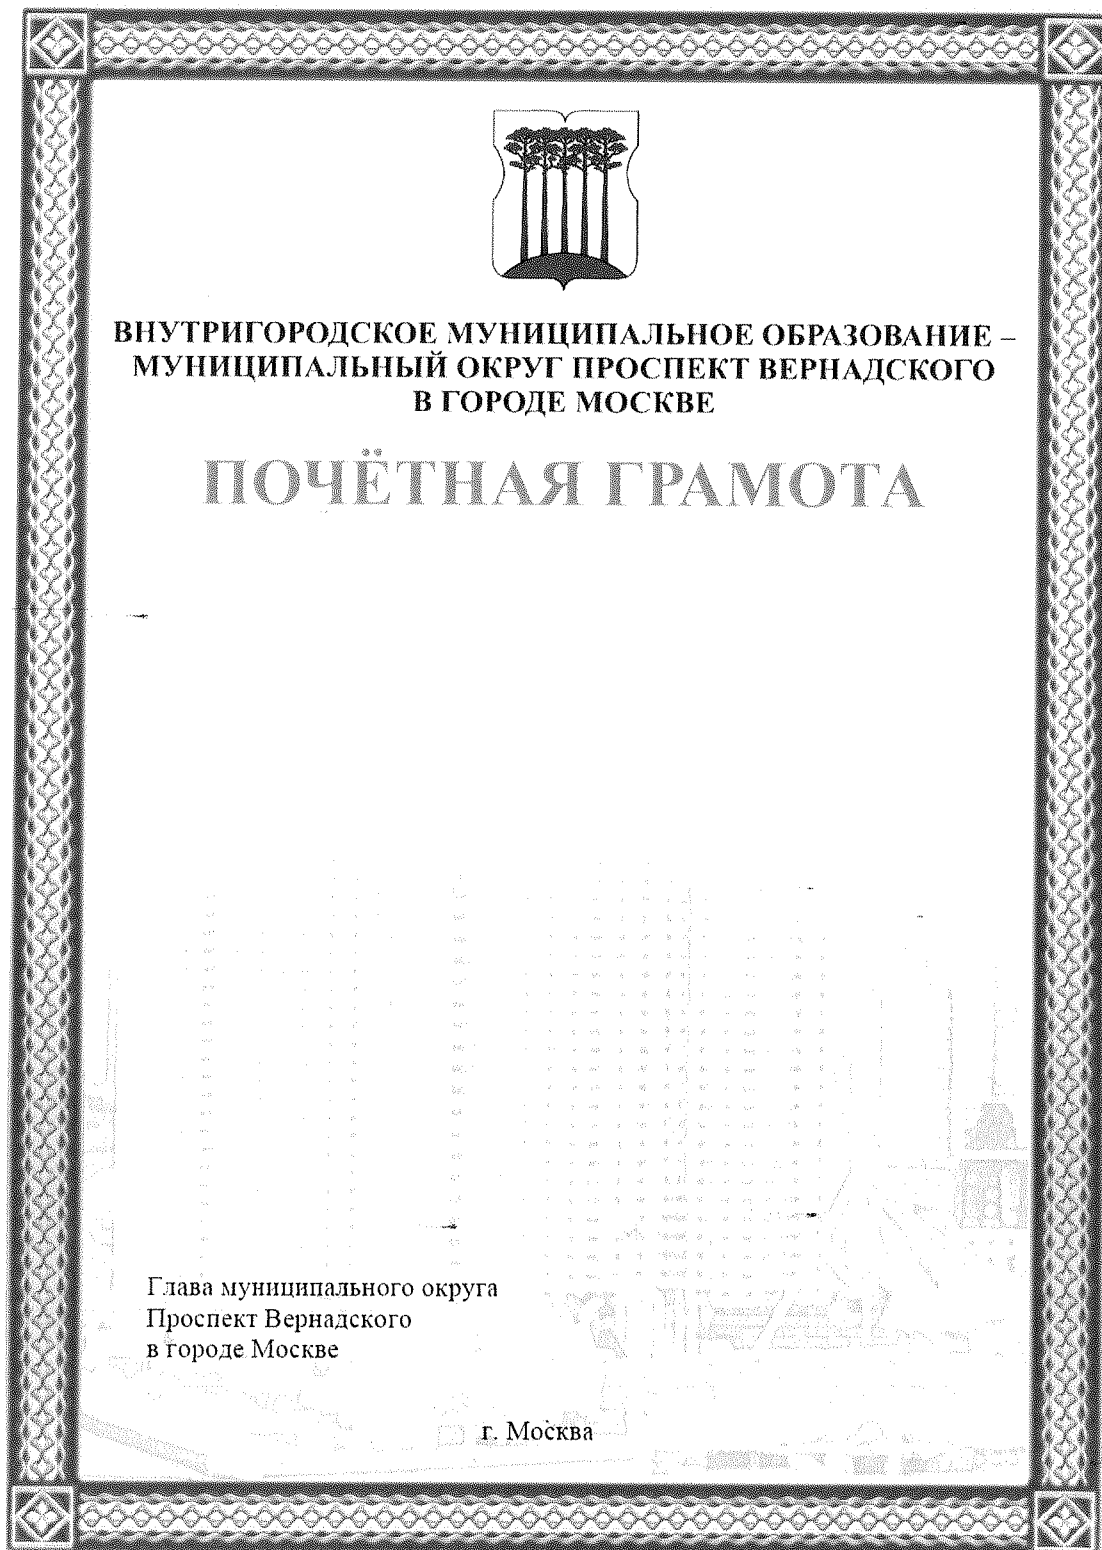 ВНУТРИГОРОДСКОЕ МУНИЦИПАЛЬНОЕ ОБРАЗОВАНИЕ –
МУНИЦИПАЛЬНЫЙ ОКРУГ ПРОСПЕКТ ВЕРНАДСКОГО
В ГОРОДЕ МОСКВЕ
ПОЧЁТНАЯ ГРАМОТА
Глава муниципального округа
Проспект Вернадского
в городе Москве
г. Москва